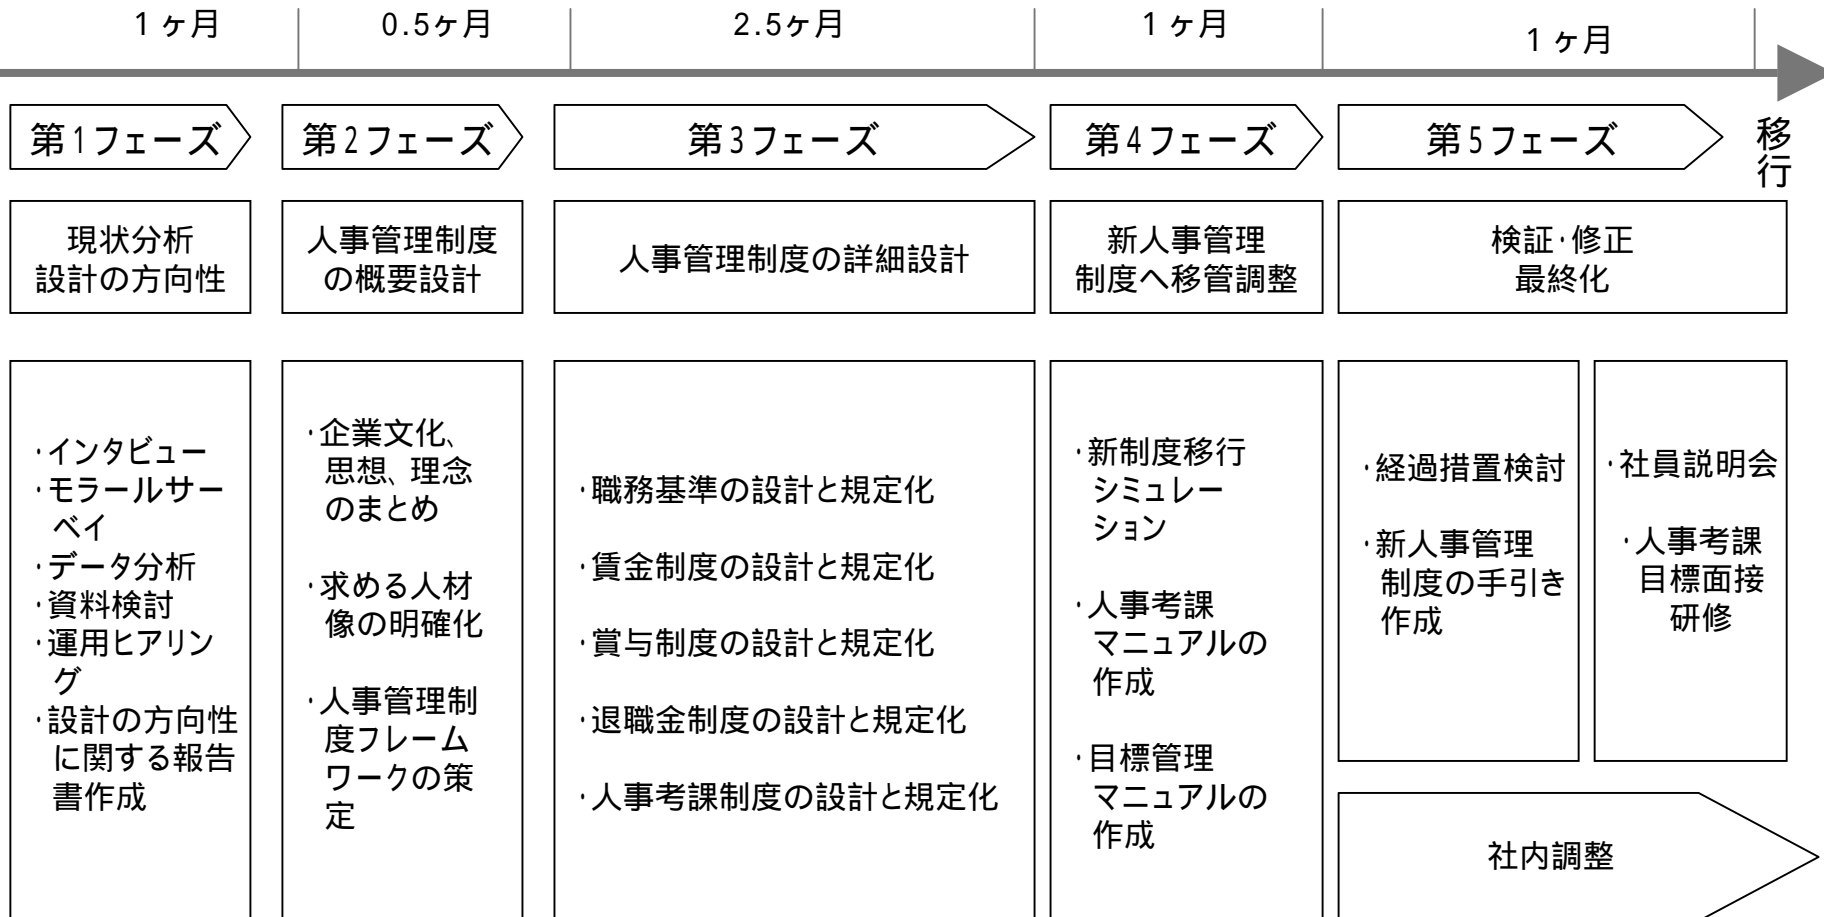 1ヶ月
0.5ヶ月
2.5ヶ月
1ヶ月
1ヶ月
第1フェーズ
第2フェーズ
第3フェーズ
第4フェーズ
第5フェーズ
移行
現状分析
設計の方向性
人事管理制度
の概要設計
人事管理制度の詳細設計
新人事管理
制度へ移管調整
検証・修正
最終化
・インタビュー
・モラールサー
ベイ
・データ分析
・資料検討
・運用ヒアリン
グ
・設計の方向性
に関する報告
書作成
・企業文化、
思想、理念
のまとめ
・求める人材
像の明確化
・人事管理制
度フレーム
ワークの策
定
・職務基準の設計と規定化
・賃金制度の設計と規定化
・賞与制度の設計と規定化
・退職金制度の設計と規定化
・人事考課制度の設計と規定化
・新制度移行
シミュレー
ション
・人事考課
マニュアルの
作成
・目標管理
マニュアルの
作成
・経過措置検討
・新人事管理
制度の手引き
作成
・社員説明会
・人事考課
目標面接
研修
社内調整